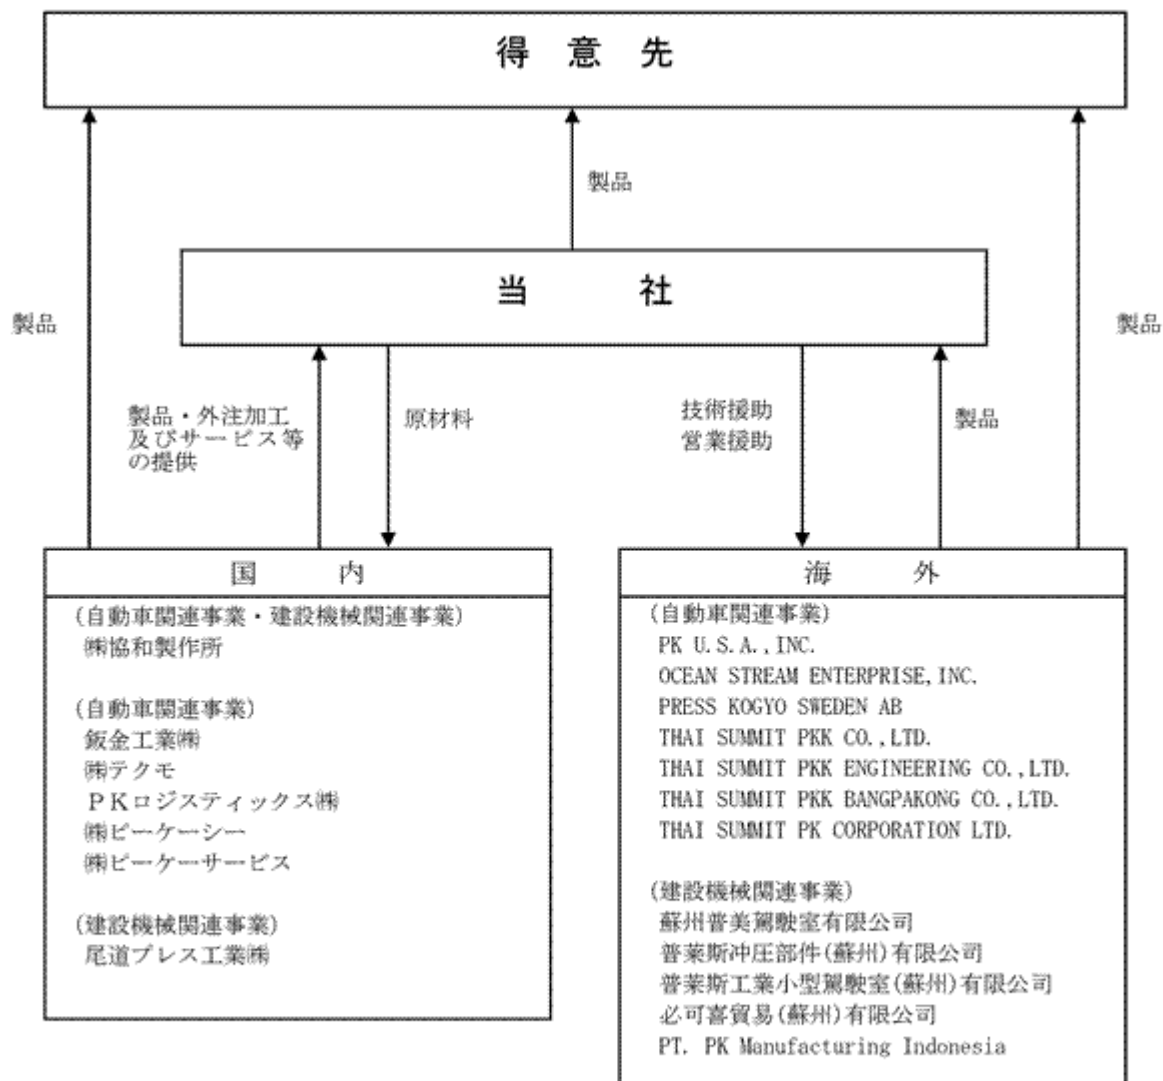 得意先
製品
当社
製品
製品
製品・外注加工
及びサービス等
の提供
原材料
技術援助
営業援助
製品
国内
(自動車関連事業・建設機械関連事業)
㈱協和製作所
(自動車関連事業)
鈑金工業㈱
㈱テクモ
ＰＫロジスティックス㈱
㈱ピーケーシー
㈱ピーケーサービス
(建設機械関連事業)
尾道プレス工業㈱
海外
(自動車関連事業)
PK U.S.A.,INC.
OCEAN STREAM ENTERPRISE,INC.
PRESS KOGYO SWEDEN AB
THAI SUMMIT PKK CO.,LTD.
THAI SUMMIT PKK ENGINEERING CO.,LTD.
THAI SUMMIT PKK BANGPAKONG CO.,LTD.
THAI SUMMIT PK CORPORATION LTD.
(建設機械関連事業)
蘇州普美駕駛室有限公司
普莱斯冲圧部件(蘇州)有限公司
普莱斯工業小型駕駛室(蘇州)有限公司
必可喜貿易(蘇州)有限公司
PT. PK Manufacturing Indonesia